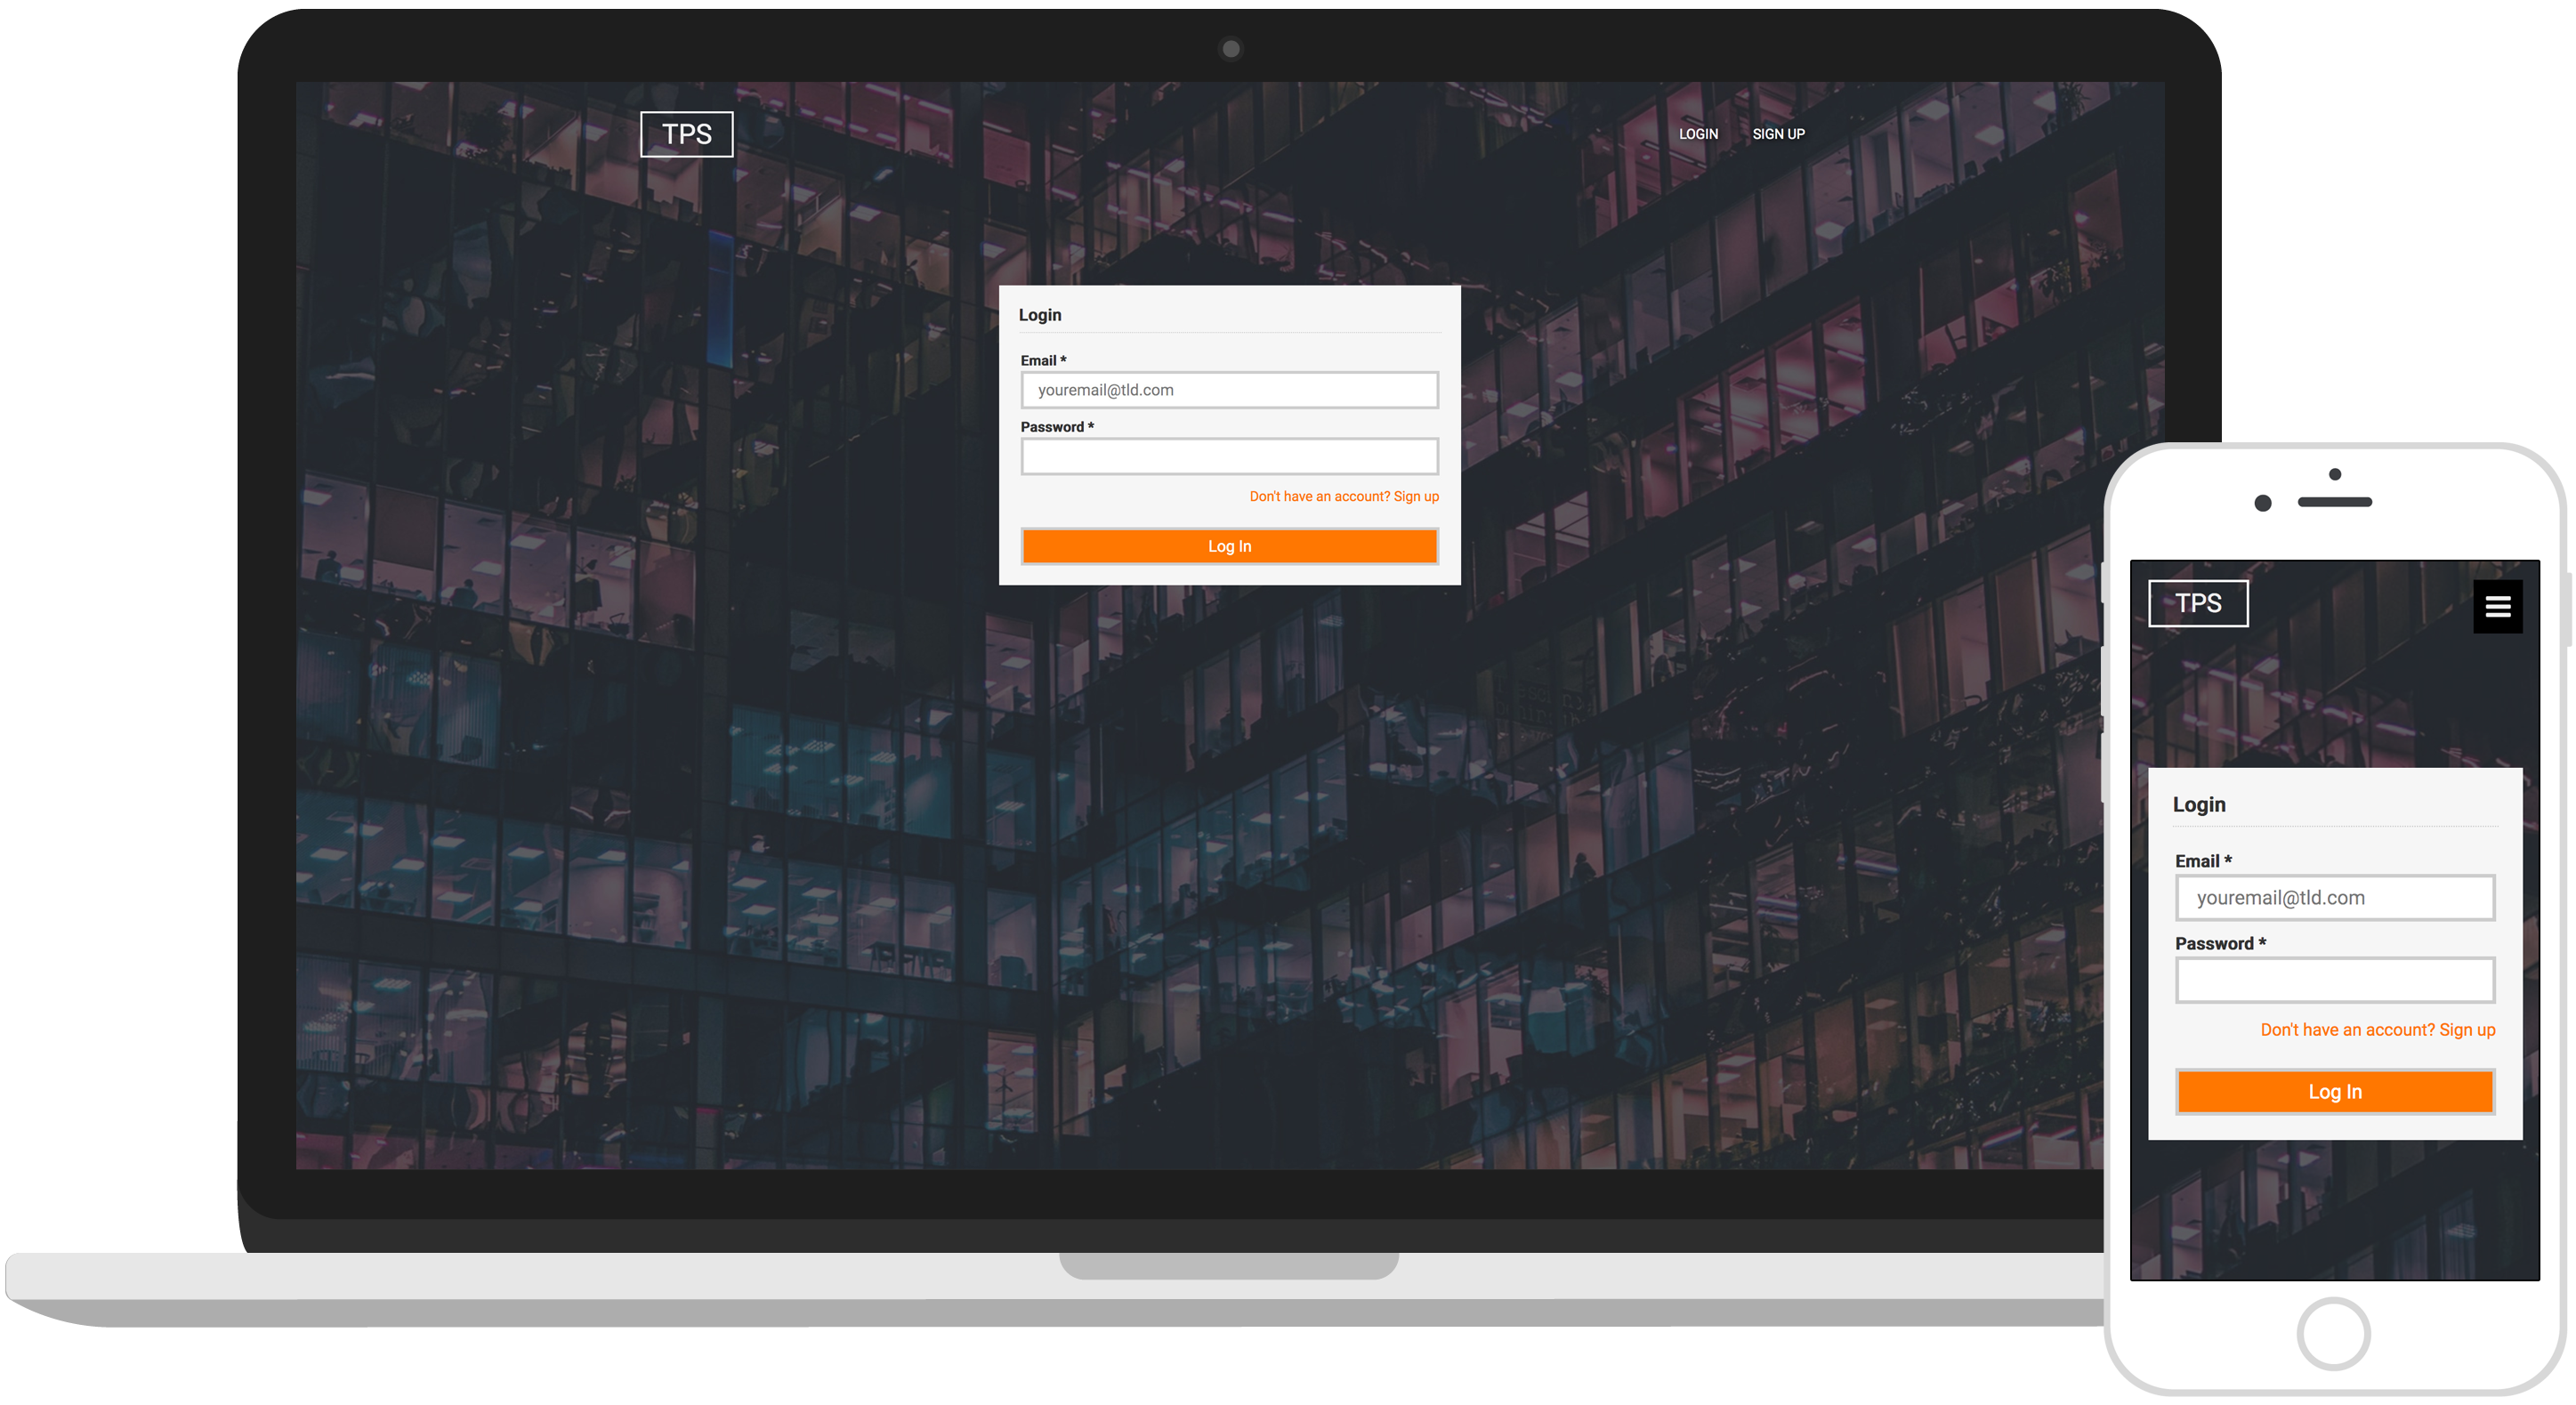 TPS
LOGIN SIGN UP
Login
Email *
youremail@tld.com
Password *
Don't have an account? Sign up
Log In
TPS
Login
Email *
youremail@tld.com
Password *
Don't have an account? Sign up
Log In